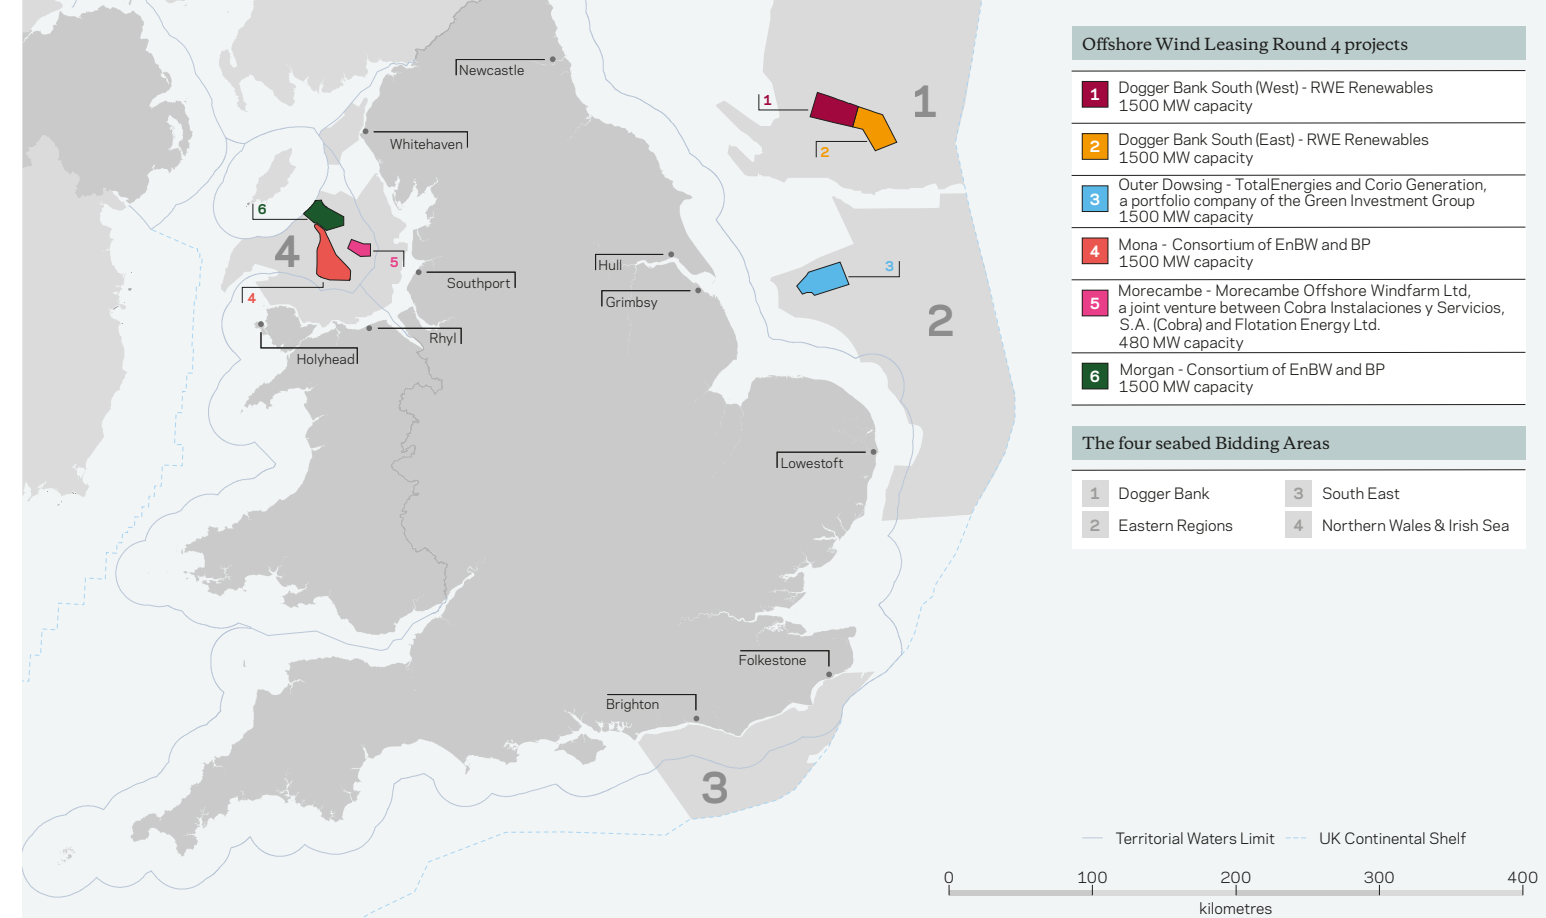 Newcastle
Whitehaven
1
2
1
6
4
5
4
Southport
Rhyl
Holyhead
Hull
Grimsby
3
2
Lowestoft
Folkestone
Brighton
3
Offshore Wind Leasing Round 4 projects
1 Dogger Bank South (West) - RWE Renewables
1500 MW capacity
2 Dogger Bank South (East) - RWE Renewables
1500 MW capacity
3 Outer Dowsing - TotalEnergies and Corio Generation,
a portfolio company of the Green Investment Group
1500 MW capacity
4 Mona - Consortium of EnBW and BP
1500 MW capacity
5 Morecambe - Morecambe Offshore Windfarm Ltd,
a joint venture between Cobra Instalaciones y Servicios,
S.A. (Cobra) and Flotation Energy Ltd.
480 MW capacity
6 Morgan - Consortium of EnBW and BP
1500 MW capacity
The four seabed Bidding Areas
1 Dogger Bank
3 South East
2 Eastern Regions
4 Northern Wales & Irish Sea
Territorial Waters Limit
UK Continental Shelf
0 100 200 300 400
kilometres